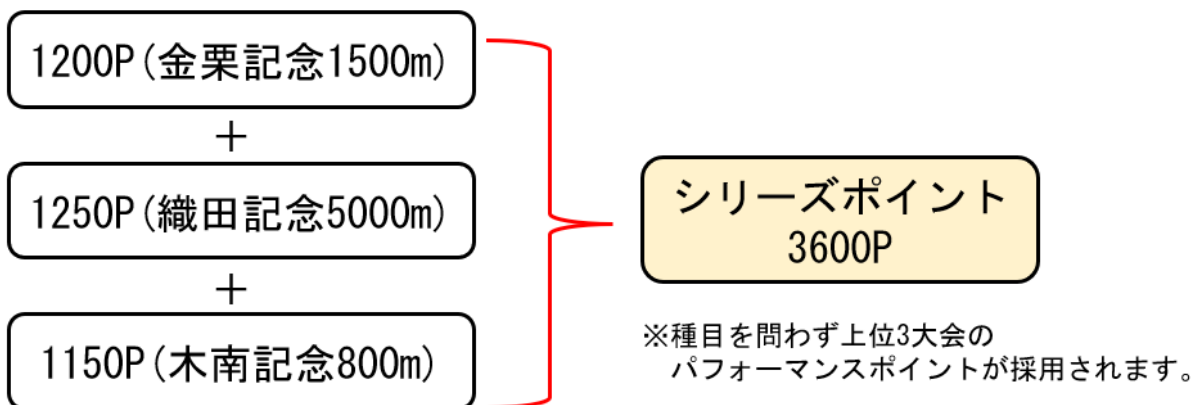 1200P(金栗記念1500m)
＋
1250P(織田記念5000m)
＋
1150P(木南記念800m)
シリーズポイント
3600P
※種目を問わず上位3大会の
パフォーマンスポイントが採用されます。